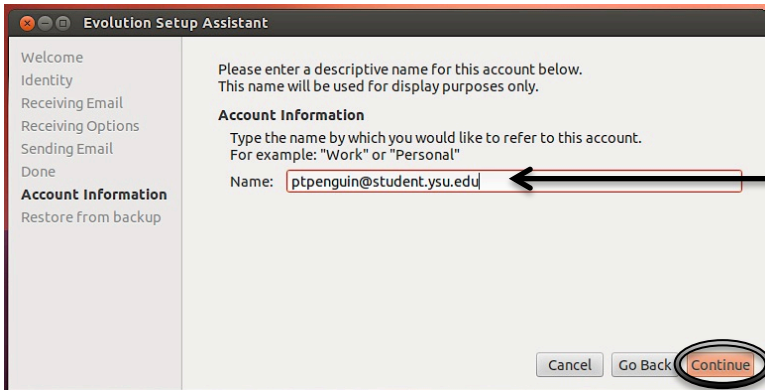 Evolution Setup Assistant
Welcome
Identity
Receiving Email
Receiving Options
Sending Email
Done
Account Information
Restore from backup
Please enter a descriptive name for this account below.
This name will be used for display purposes only.
Account Information
Type the name by which you would like to refer to this account.
For example: "Work" or "Personal"
Name: ptpenguin@student.ysu.edu
Cancel Go Back Continue